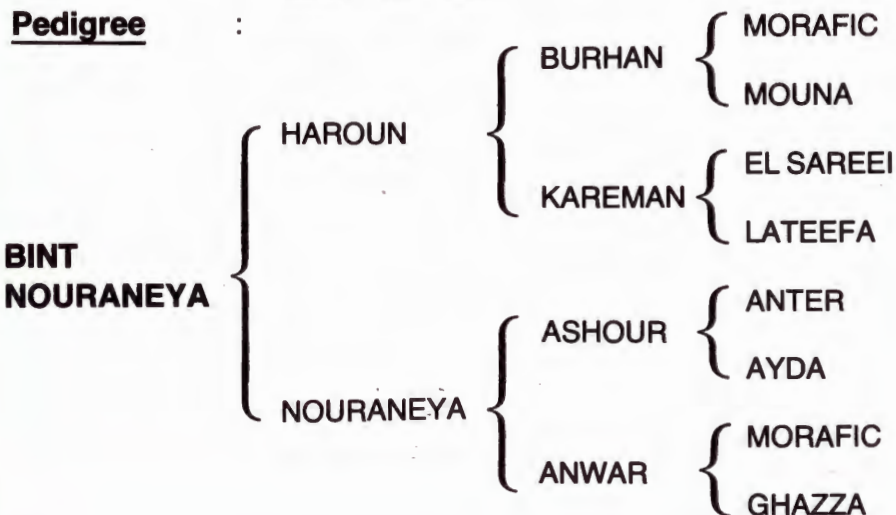 Pedigree :
MORAFIC
BURHAN
MOUNA
HAROUN
EL SAREEI
KAREMAN
LATEEFA
BINT
NOURANEYA
ANTER
ASHOUR
AYDA
NOURANEYA
MORAFIC
ANWAR
GHAZZA